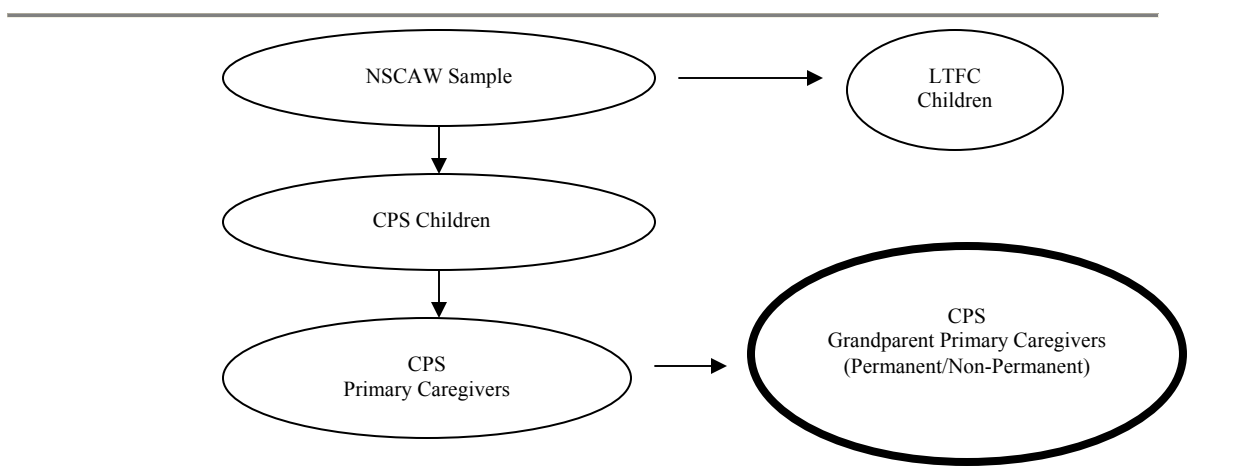 NSCAW Sample
LTFC
Children
CPS Children
CPS
Primary Caregivers
CPS
Grandparent Primary Caregivers
(Permanent/Non-Permanent)